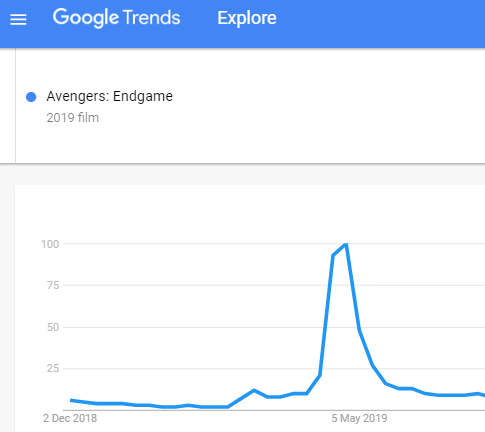 Google Trends Explore
Avengers: Endgame
2019 film
100
75
50
25
2 Dec 2018 5 May 2019